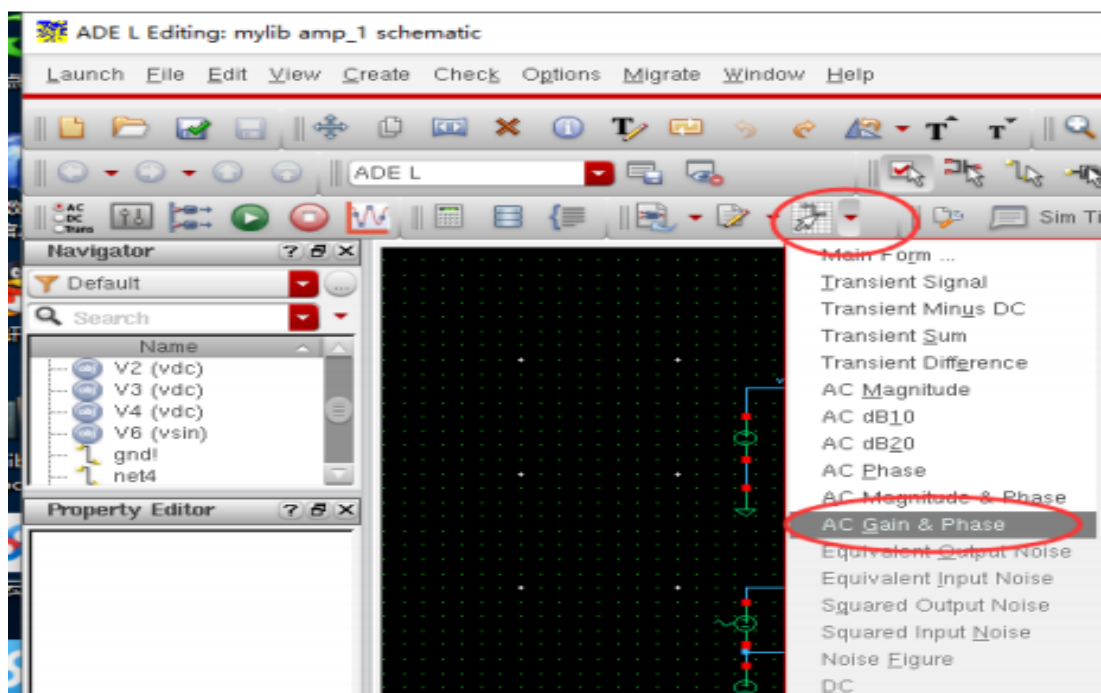 ADE L Editing: mylib amp_1 schematic
Launch File Edit View Create Check Options Migrate Window Help
ADE L
AC
DC
Trans
Sim Ti
Navigator
Default
Search
Name
V2 (vdc)
V3 (vdc)
V4 (vdc)
V6 (vsin)
gnd!
net4
Property Editor
Main Form ...
Transient Signal
Transient Minus DC
Transient Sum
Transient Difference
AC Magnitude
AC dB10
AC dB20
AC Phase
AC Magnitude & Phase
AC Gain & Phase
Equivalent Output Noise
Equivalent Input Noise
Squared Output Noise
Squared Input Noise
Noise Figure
DC